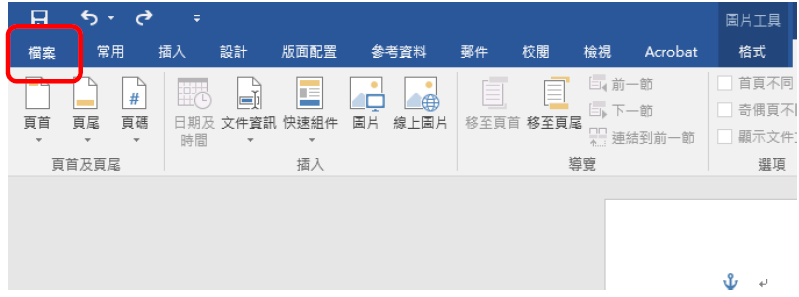 圖片工具
檔案 常用 插入 設計 版面配置 參考資料 郵件 校閱 檢視 Acrobat 格式
頁首 頁尾 頁碼 日期及時間 文件資訊 快速組件 圖片 線上圖片 移至頁首 移至頁尾
前一節
下一節
連結到前一節
首頁不同
奇偶頁不
顯示文件
頁首及頁尾 插入 導覽 選項